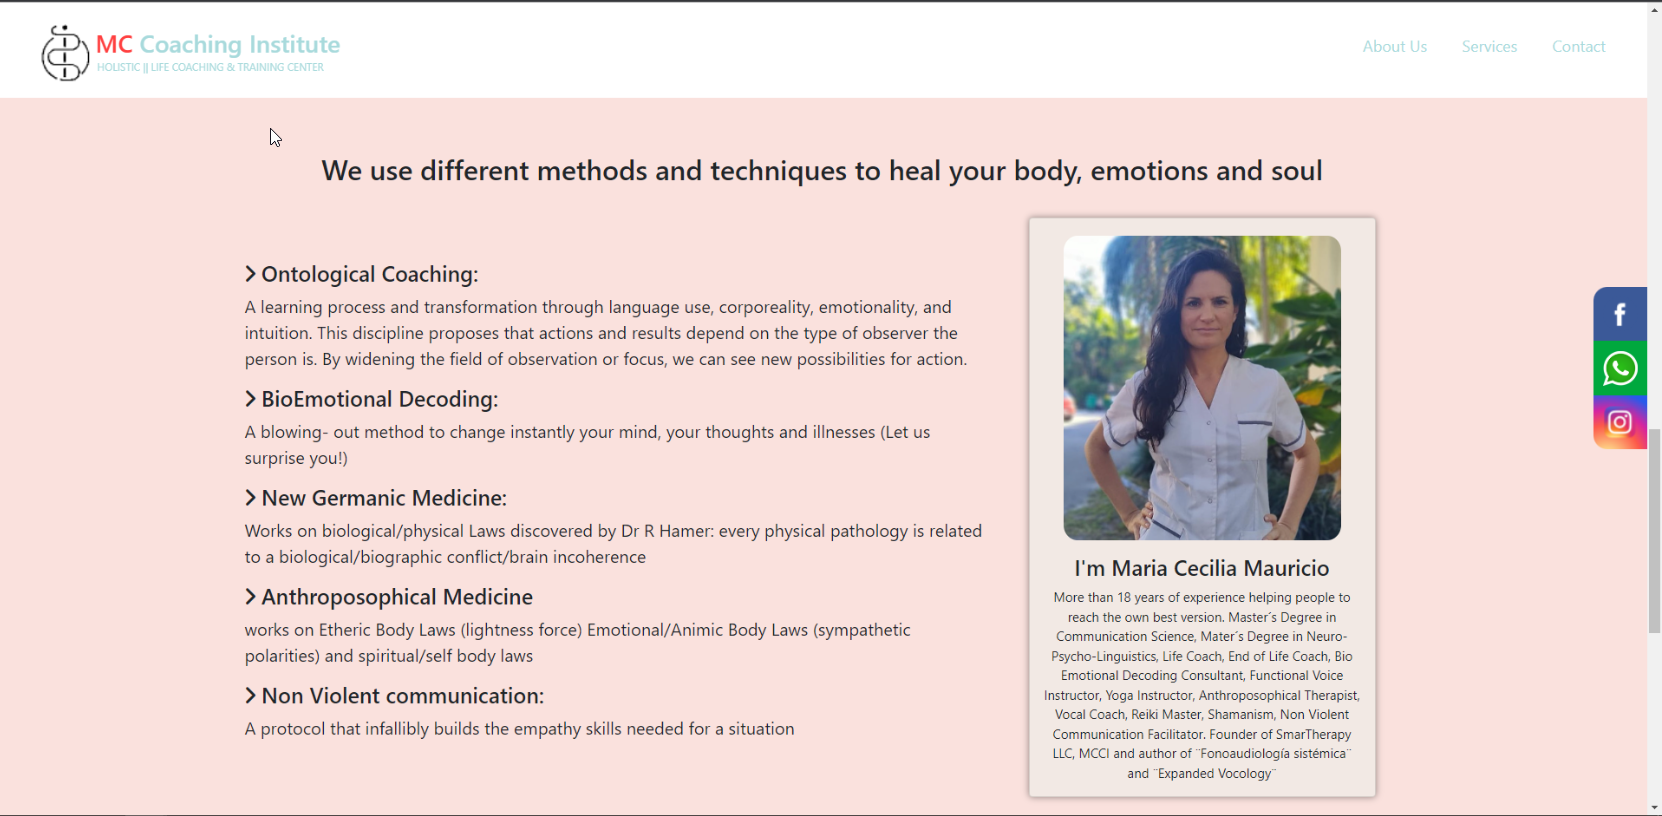 MC Coaching Institute
HOLISTIC || LIFE COACHING & TRAINING CENTER
About Us
Services
Contact
We use different methods and techniques to heal your body, emotions and soul
Ontological Coaching:
A learning process and transformation through language use, corporeality, emotionality, and
intuition. This discipline proposes that actions and results depend on the type of observer the
person is. By widening the field of observation or focus, we can see new possibilities for action.
BioEmotional Decoding:
A blowing- out method to change instantly your mind, your thoughts and illnesses (Let us
surprise you!)
New Germanic Medicine:
Works on biological/physical Laws discovered by Dr R Hamer: every physical pathology is related
to a biological/biographic conflict/brain incoherence
Anthroposophical Medicine
works on Etheric Body Laws (lightness force) Emotional/Animic Body Laws (sympathetic
polarities) and spiritual/self body laws
Non Violent communication:
A protocol that infallibly builds the empathy skills needed for a situation
I'm Maria Cecilia Mauricio
More than 18 years of experience helping people to
reach the own best version. Master´s Degree in
Communication Science, Mater´s Degree in Neuro-
Psycho-Linguistics, Life Coach, End of Life Coach, Bio
Emotional Decoding Consultant, Functional Voice
Instructor, Yoga Instructor, Anthroposophical Therapist,
Vocal Coach, Reiki Master, Shamanism, Non Violent
Communication Facilitator. Founder of SmarTherapy
LLC, MCCI and author of ¨Fonoaudiología sistémica¨
and ¨Expanded Vocology¨